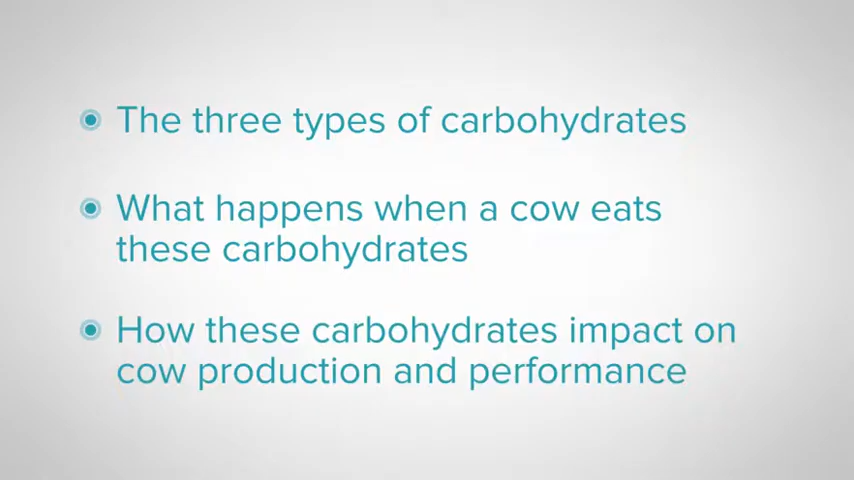 The three types of carbohydrates
What happens when a cow eats
these carbohydrates
How these carbohydrates impact on
cow production and performance